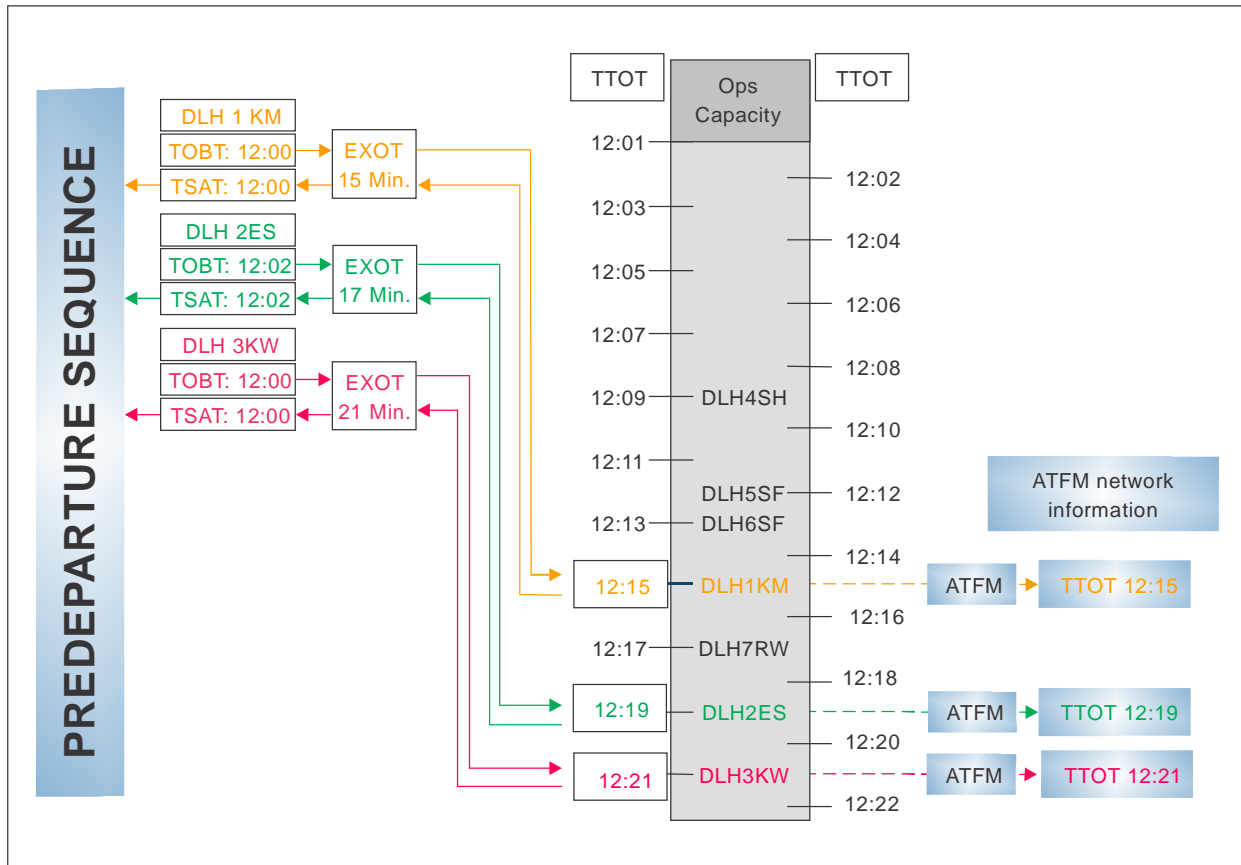 PREDEPARTURE SEQUENCE
DLH 1 KM
TOBT: 12:00
TSAT: 12:00
EXOT
15 Min.
DLH 2ES
TOBT: 12:02
TSAT: 12:02
EXOT
17 Min.
DLH 3KW
TOBT: 12:00
TSAT: 12:00
EXOT
21 Min.
TTOT
Ops
Capacity
TTOT
12:01
12:02
12:03
12:04
12:05
12:06
12:07
12:08
12:09 DLH4SH
12:10
12:11
DLH5SF 12:12
12:13 DLH6SF
12:14
12:15 DLH1KM ATFM TTOT 12:15
12:16
12:17 DLH7RW
12:18
12:19 DLH2ES ATFM TTOT 12:19
12:20
12:21 DLH3KW ATFM TTOT 12:21
12:22
ATFM network
information